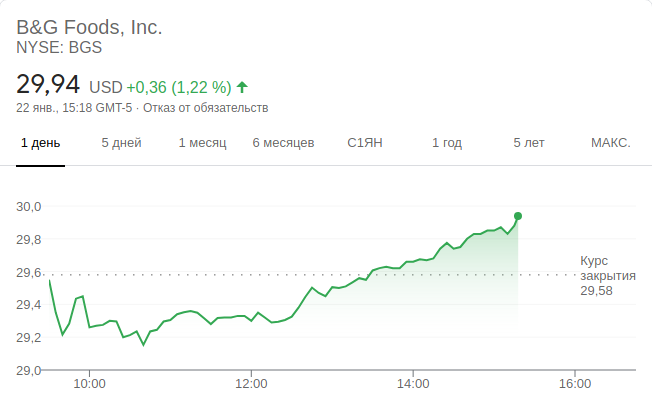 B&G Foods, Inc.
NYSE: BGS
29,94 USD +0,36 (1,22 %)
22 янв., 15:18 GMT-5 · Отказ от обязательств
1 день 5 дней 1 месяц 6 месяцев С1ЯН 1 год 5 лет МАКС.
30,0
29,8
Курс
29,6 закрытия
29,58
29,4
29,2
29,0
10:00 12:00 14:00 16:00